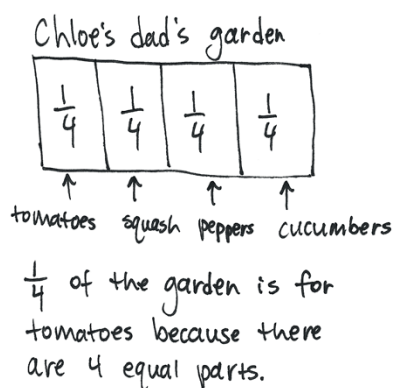 Chloe's dad's garden
1/4 1/4 1/4 1/4
tomatoes squash peppers cucumbers
1/4 of the garden is for
tomatoes because there
are 4 equal parts.